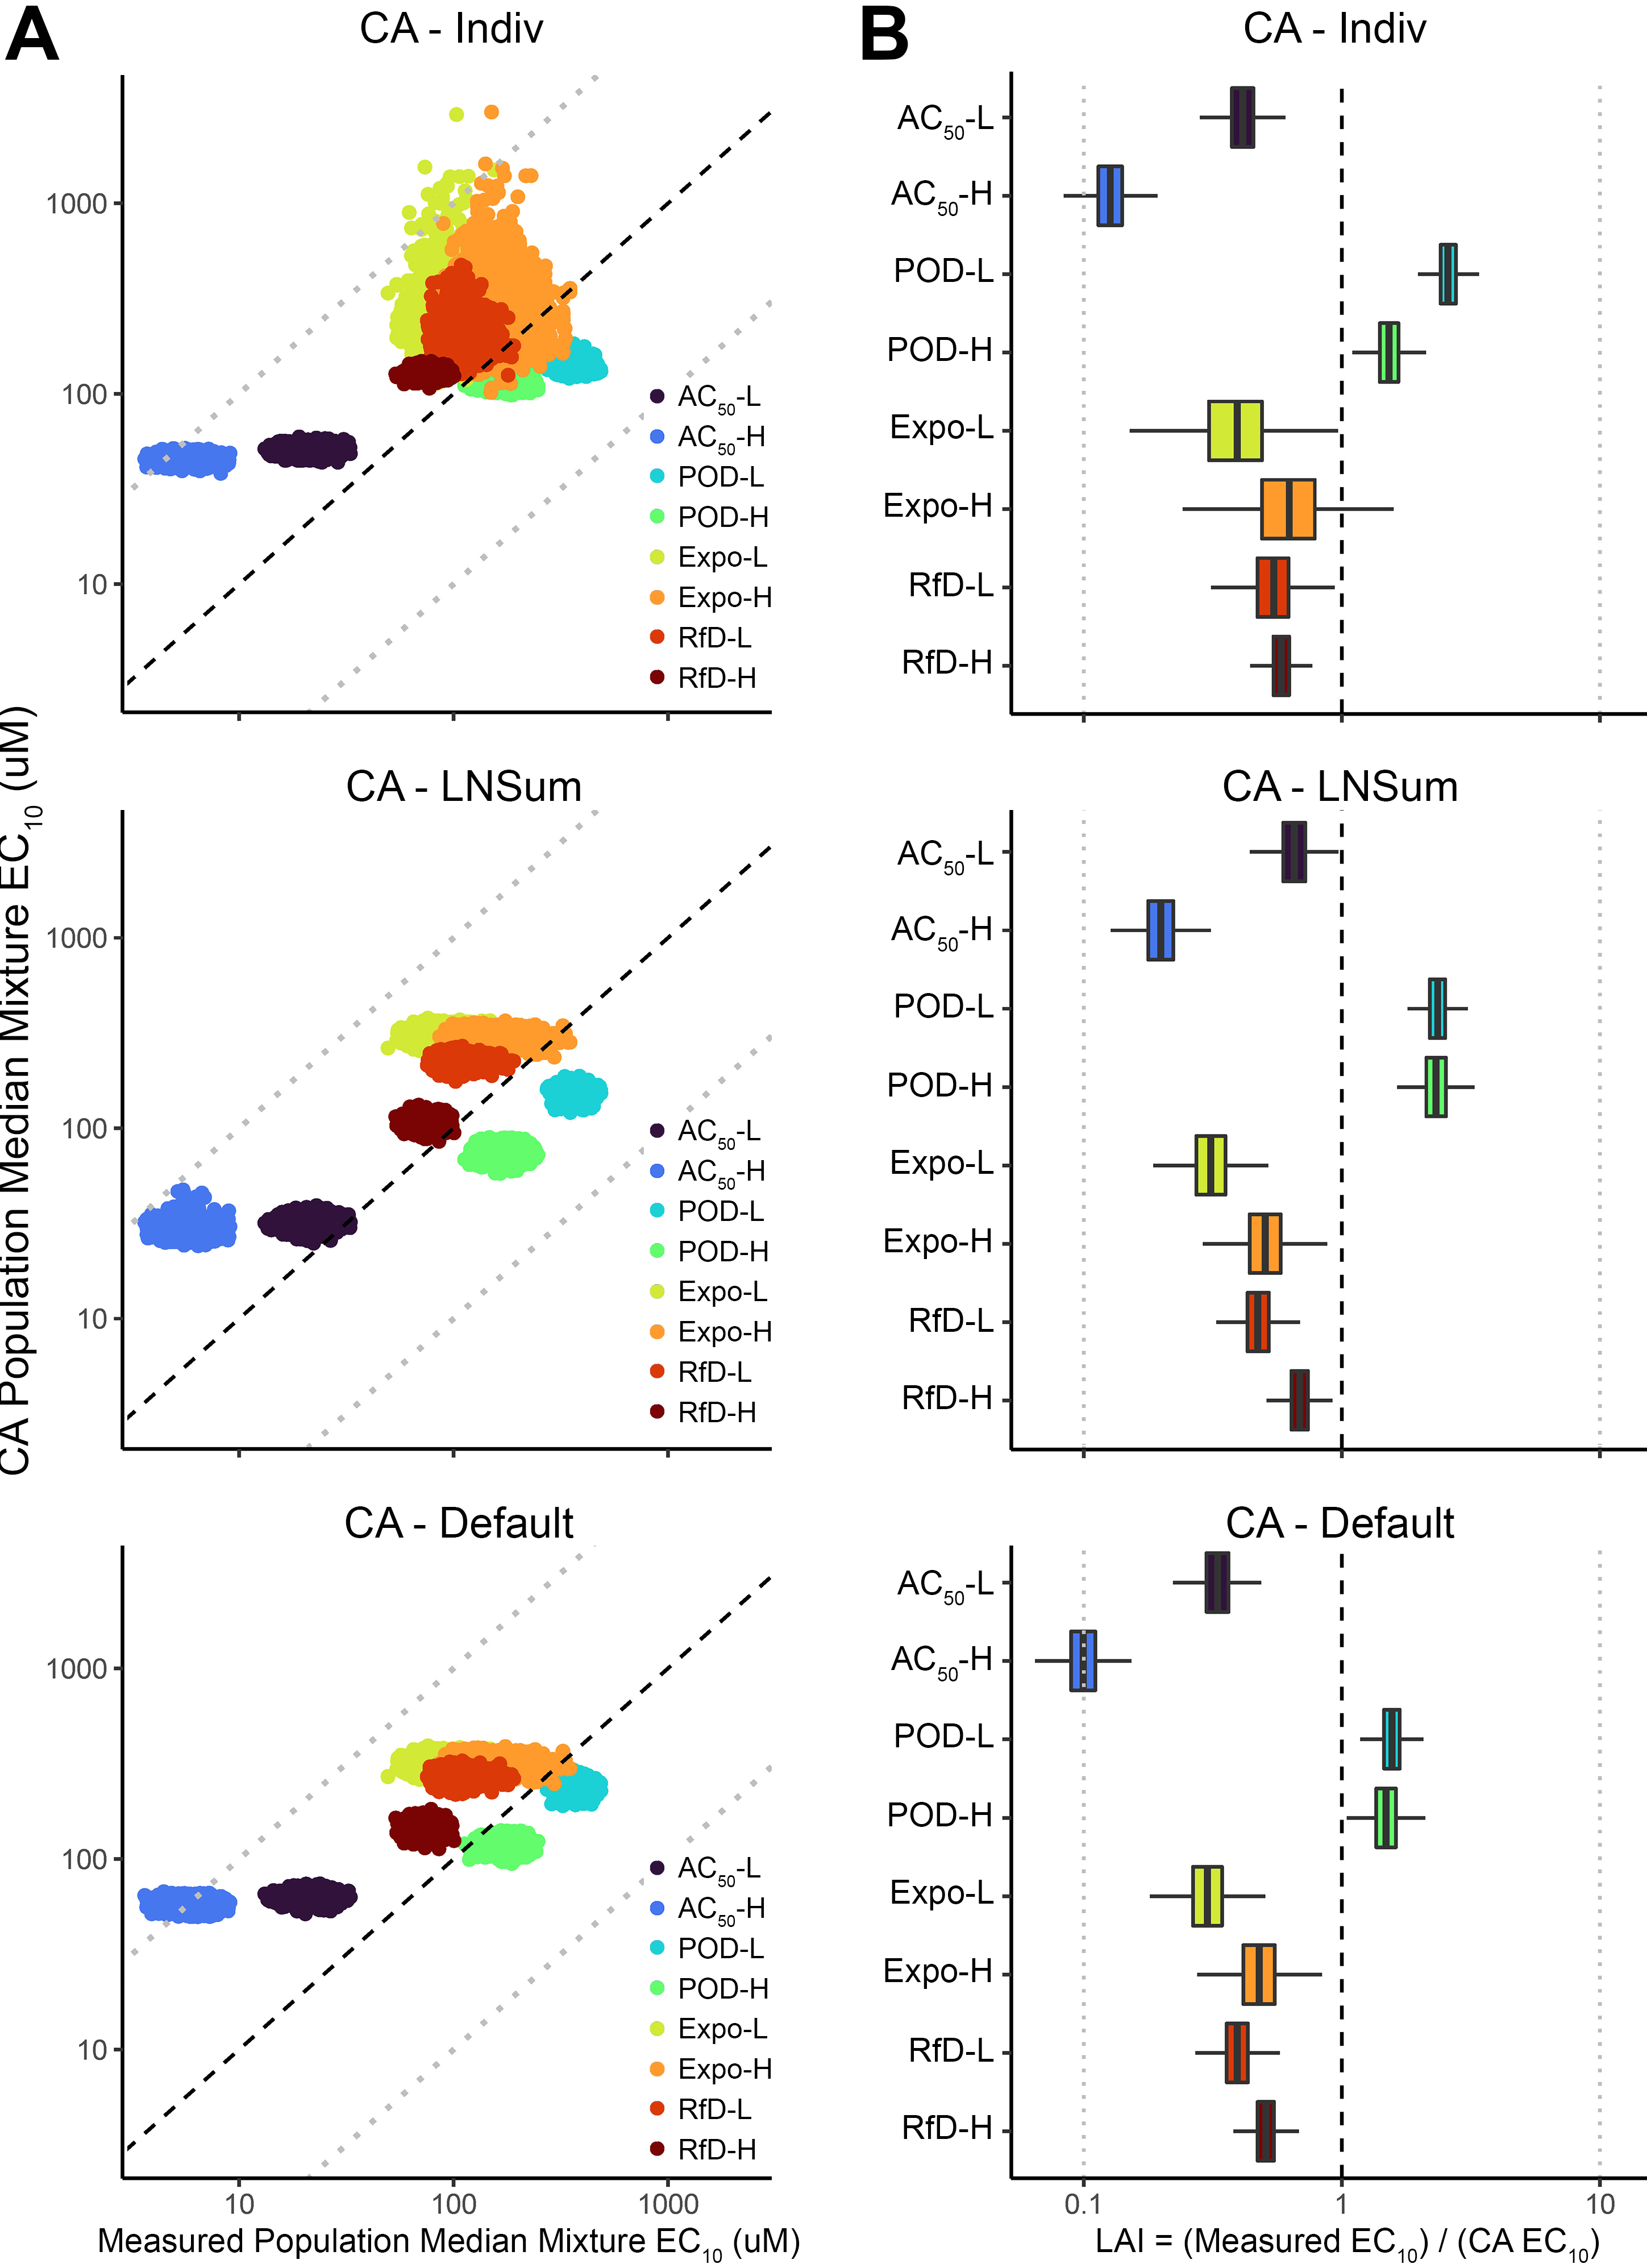 A
CA - Indiv
1000
100
10
AC50-L
AC50-H
POD-L
POD-H
Expo-L
Expo-H
RfD-L
RfD-H
CA - LNSum
1000
100
10
AC50-L
AC50-H
POD-L
POD-H
Expo-L
Expo-H
RfD-L
RfD-H
CA - Default
1000
100
10
AC50-L
AC50-H
POD-L
POD-H
Expo-L
Expo-H
RfD-L
RfD-H
10 100 1000
Measured Population Median Mixture EC10 (uM)
CA Population Median Mixture EC10 (uM)
B
CA - Indiv
AC50-L
AC50-H
POD-L
POD-H
Expo-L
Expo-H
RfD-L
RfD-H
CA - LNSum
AC50-L
AC50-H
POD-L
POD-H
Expo-L
Expo-H
RfD-L
RfD-H
CA - Default
AC50-L
AC50-H
POD-L
POD-H
Expo-L
Expo-H
RfD-L
RfD-H
0.1 1 10
LAI = (Measured EC10) / (CA EC10)